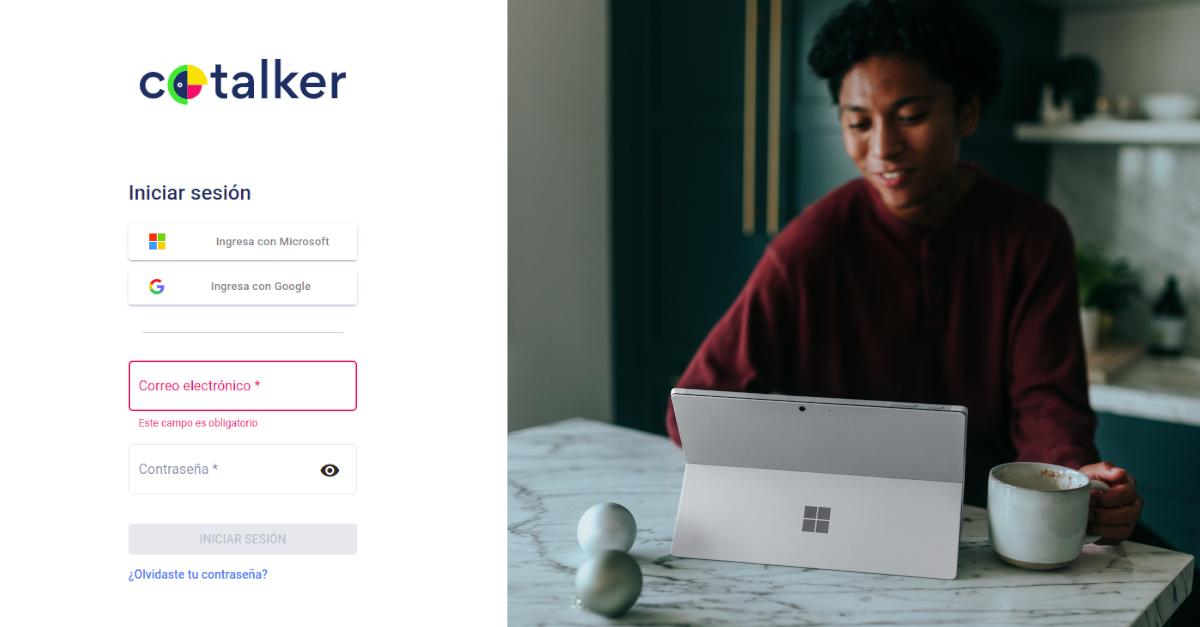 cotalker
Iniciar sesión
Ingresa con Microsoft
Ingresa con Google
Correo electrónico *
Este campo es obligatorio
Contraseña *
INICIAR SESIÓN
¿Olvidaste tu contraseña?